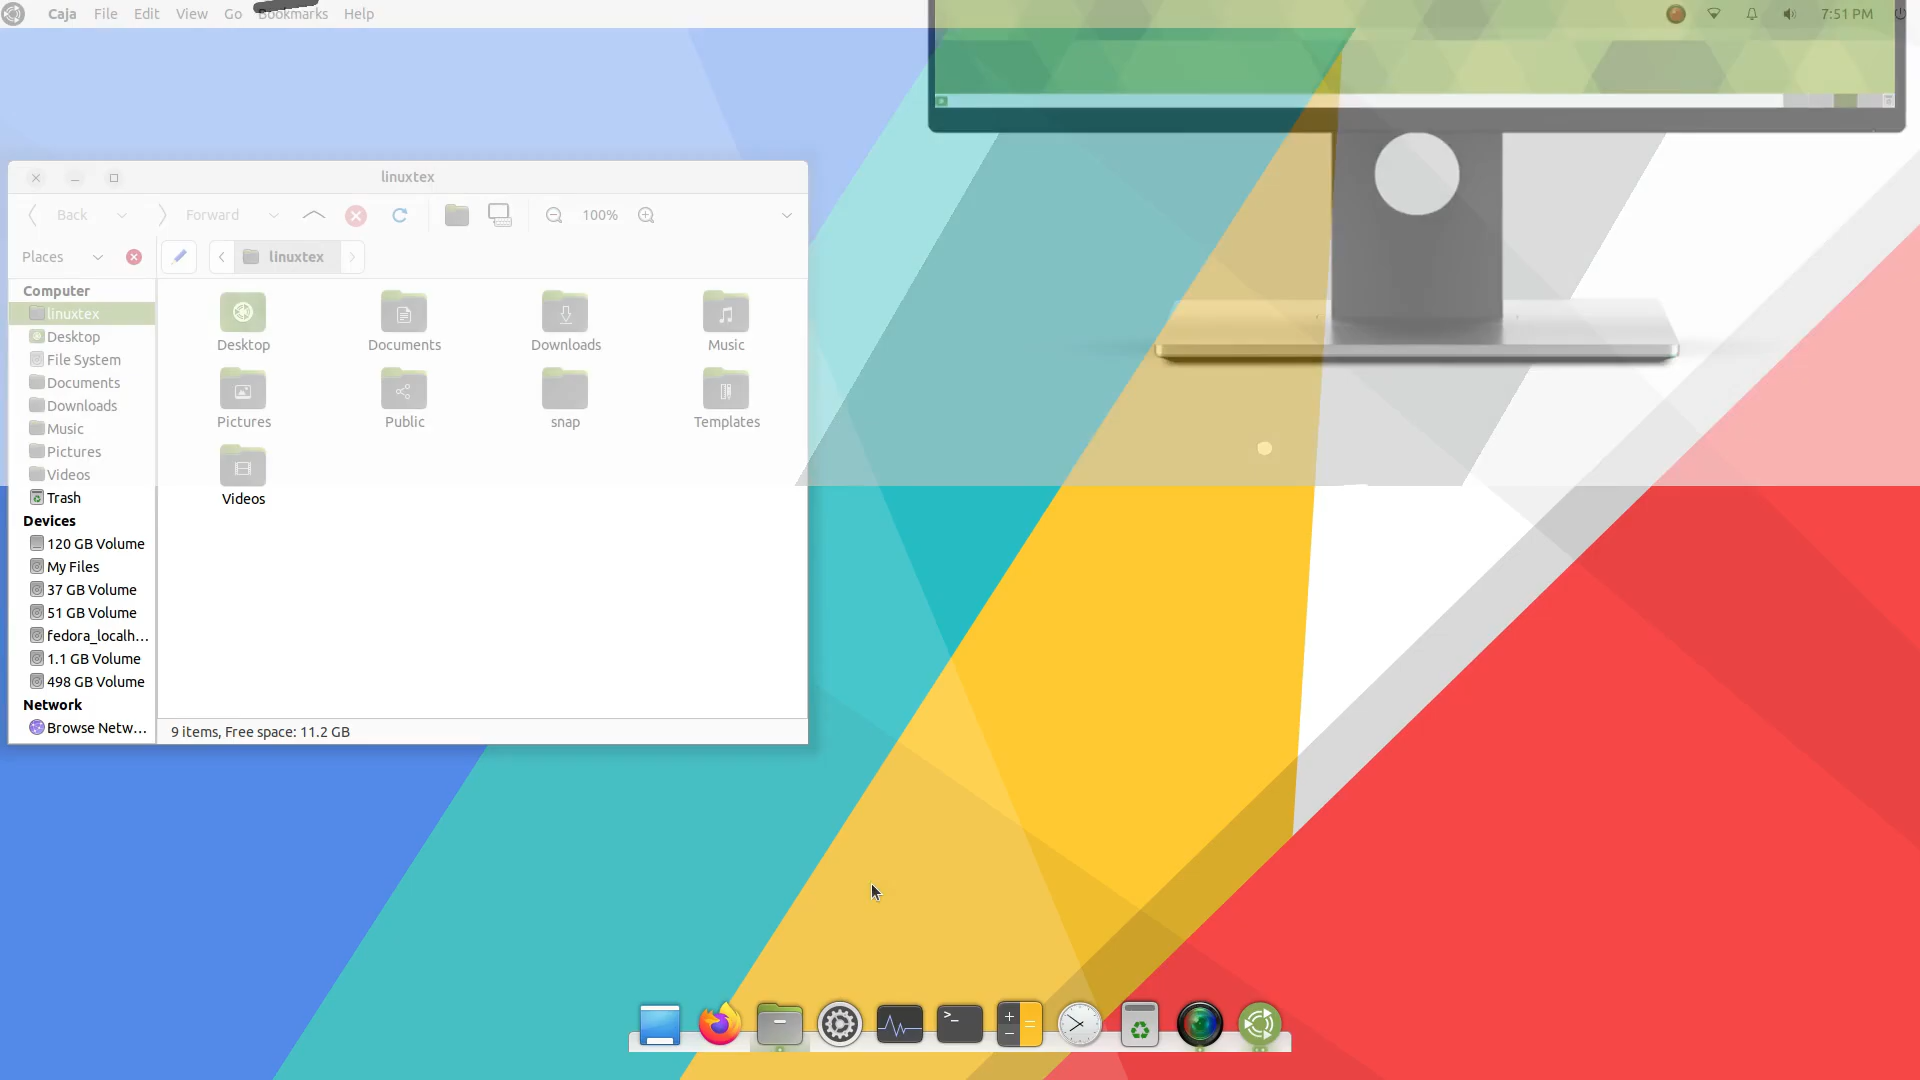 Caja File Edit View Go Bookmarks Help 7:51 PM
linuxtex
Back Forward 100%
Places linuxtex
Computer
linuxtex
Desktop
File System
Documents
Downloads
Music
Pictures
Videos
Trash
Devices
120 GB Volume
My Files
37 GB Volume
51 GB Volume
fedora_localh...
1.1 GB Volume
498 GB Volume
Network
Browse Netw...
Desktop Documents Downloads Music
Pictures Public snap Templates
Videos
9 items, Free space: 11.2 GB